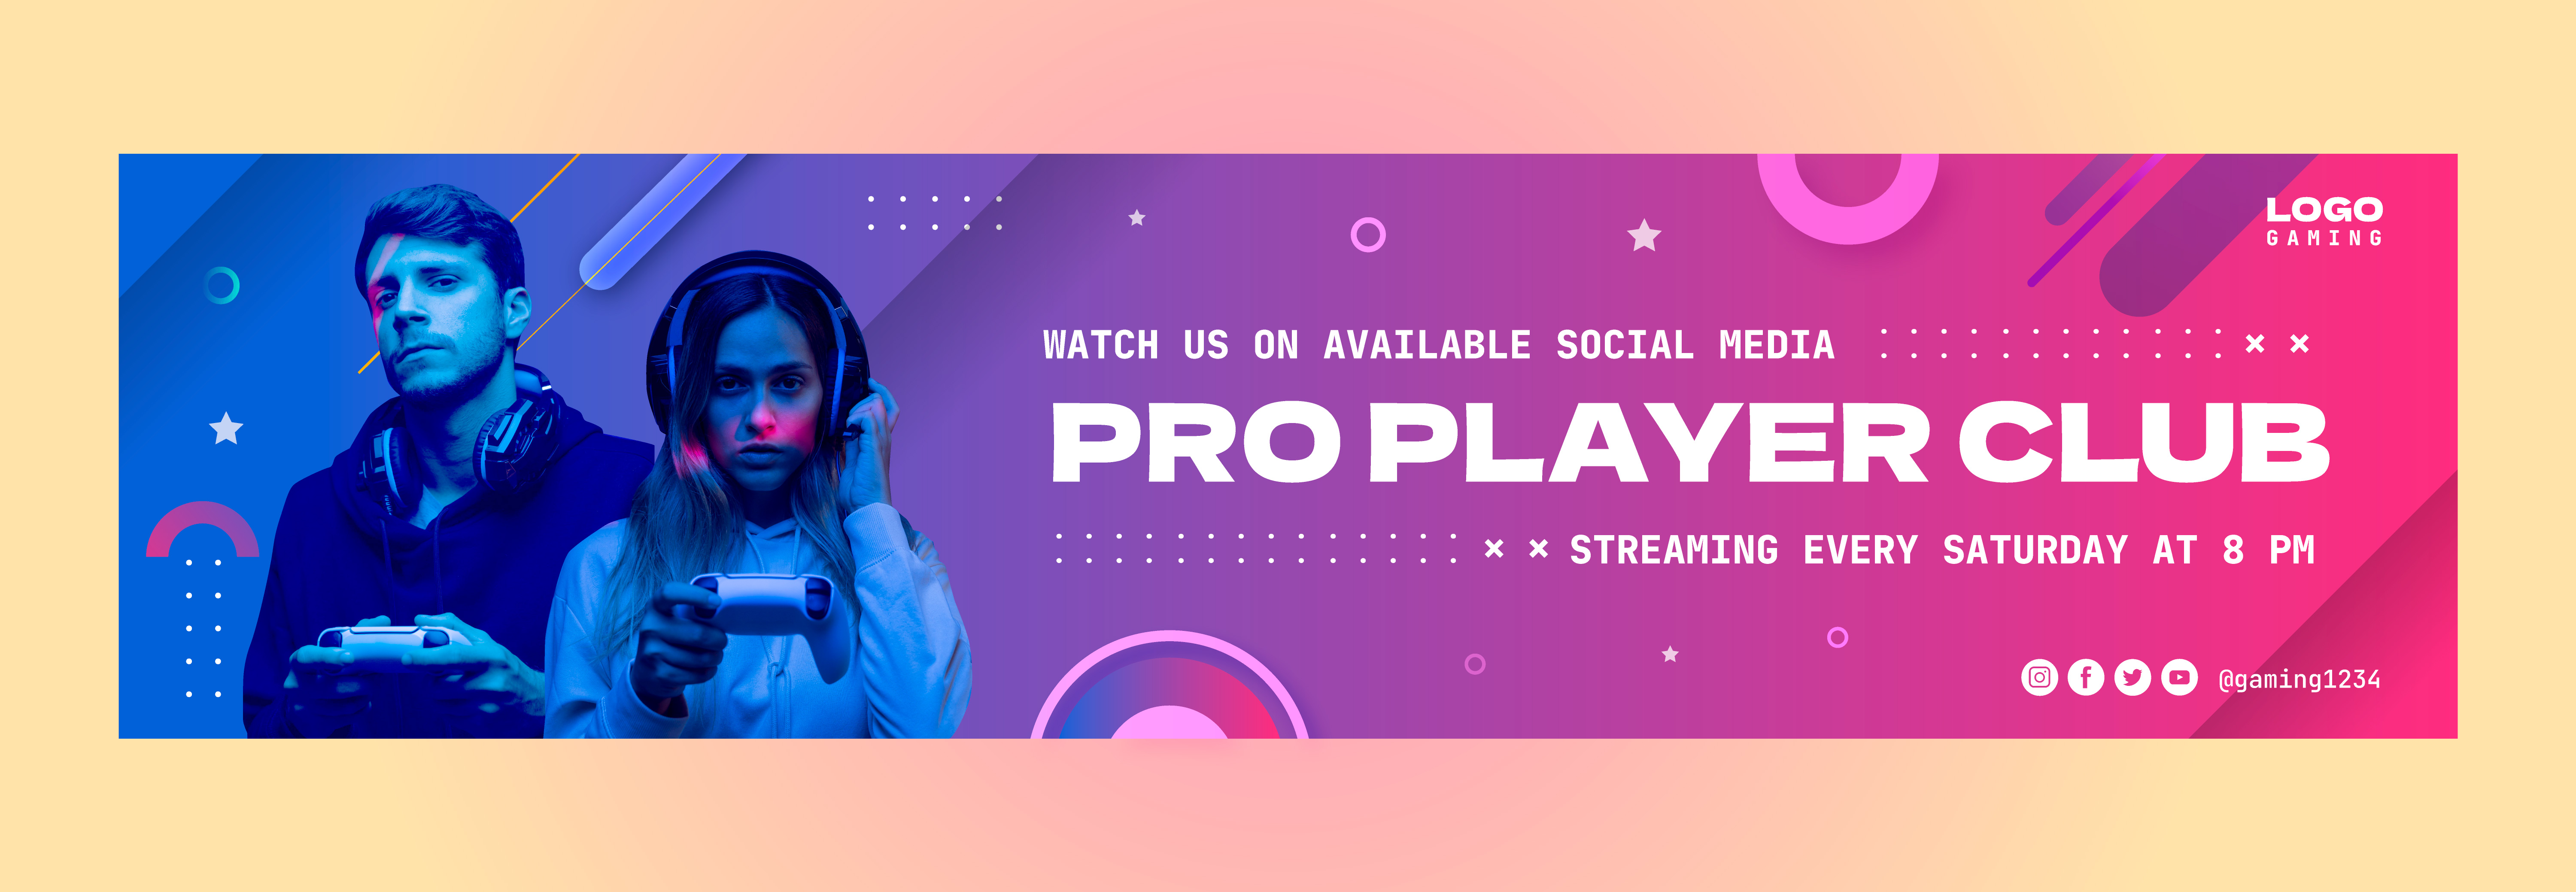 LOGO
GAMING
WATCH US ON AVAILABLE SOCIAL MEDIA
PRO PLAYER CLUB
STREAMING EVERY SATURDAY AT 8 PM
@gaming1234